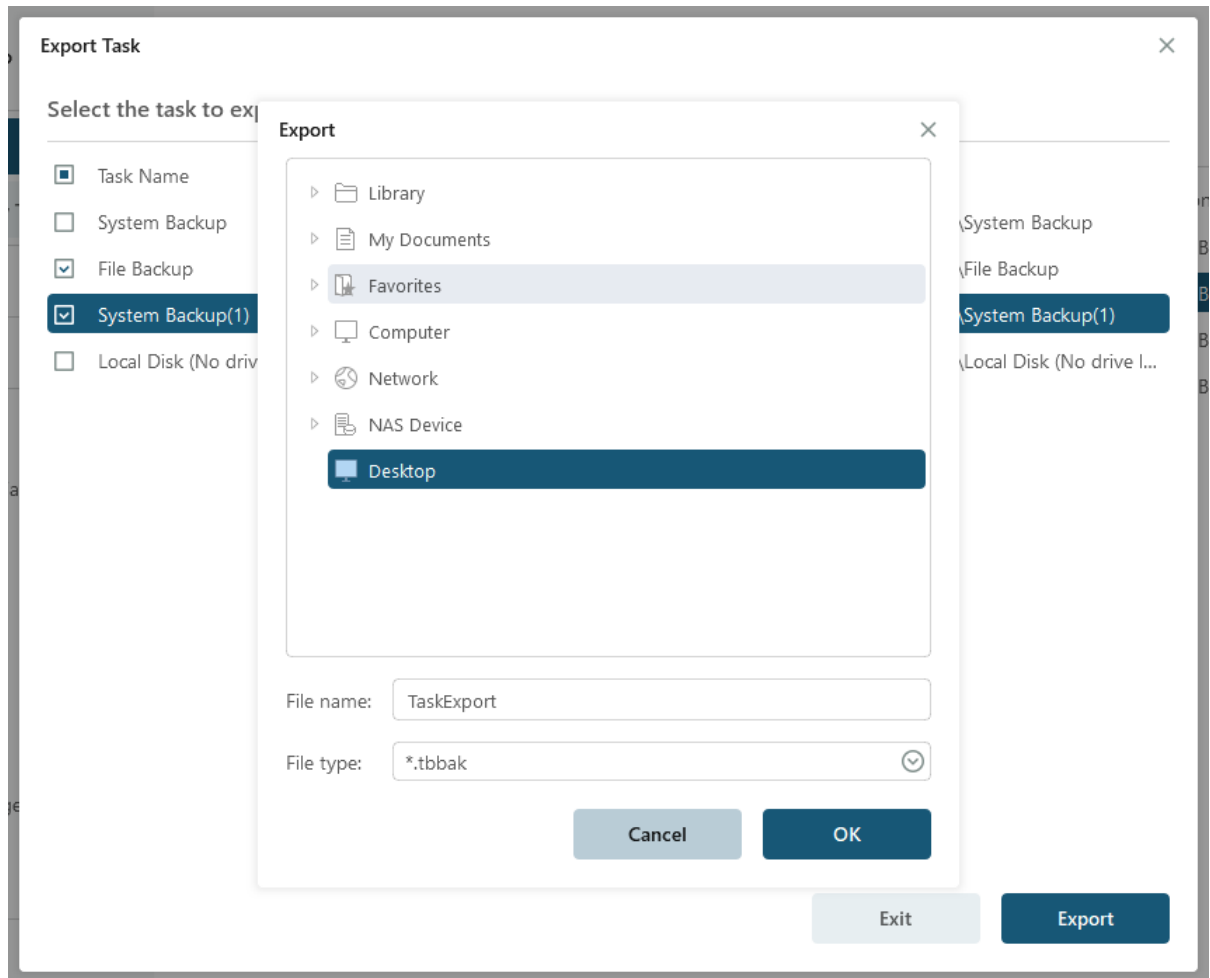 Export Task
Select the task to
Export
Task Name
System Backup
File Backup
System Backup(1)
Local Disk (No
Library
My Documents
Favorites
Computer
Network
NAS Device
Desktop
\System Backup
\File Backup
\System Backup(1)
\Local Disk (No drive l...
File name: TaskExport
File type: *.tbbak
Cancel OK
Exit Export